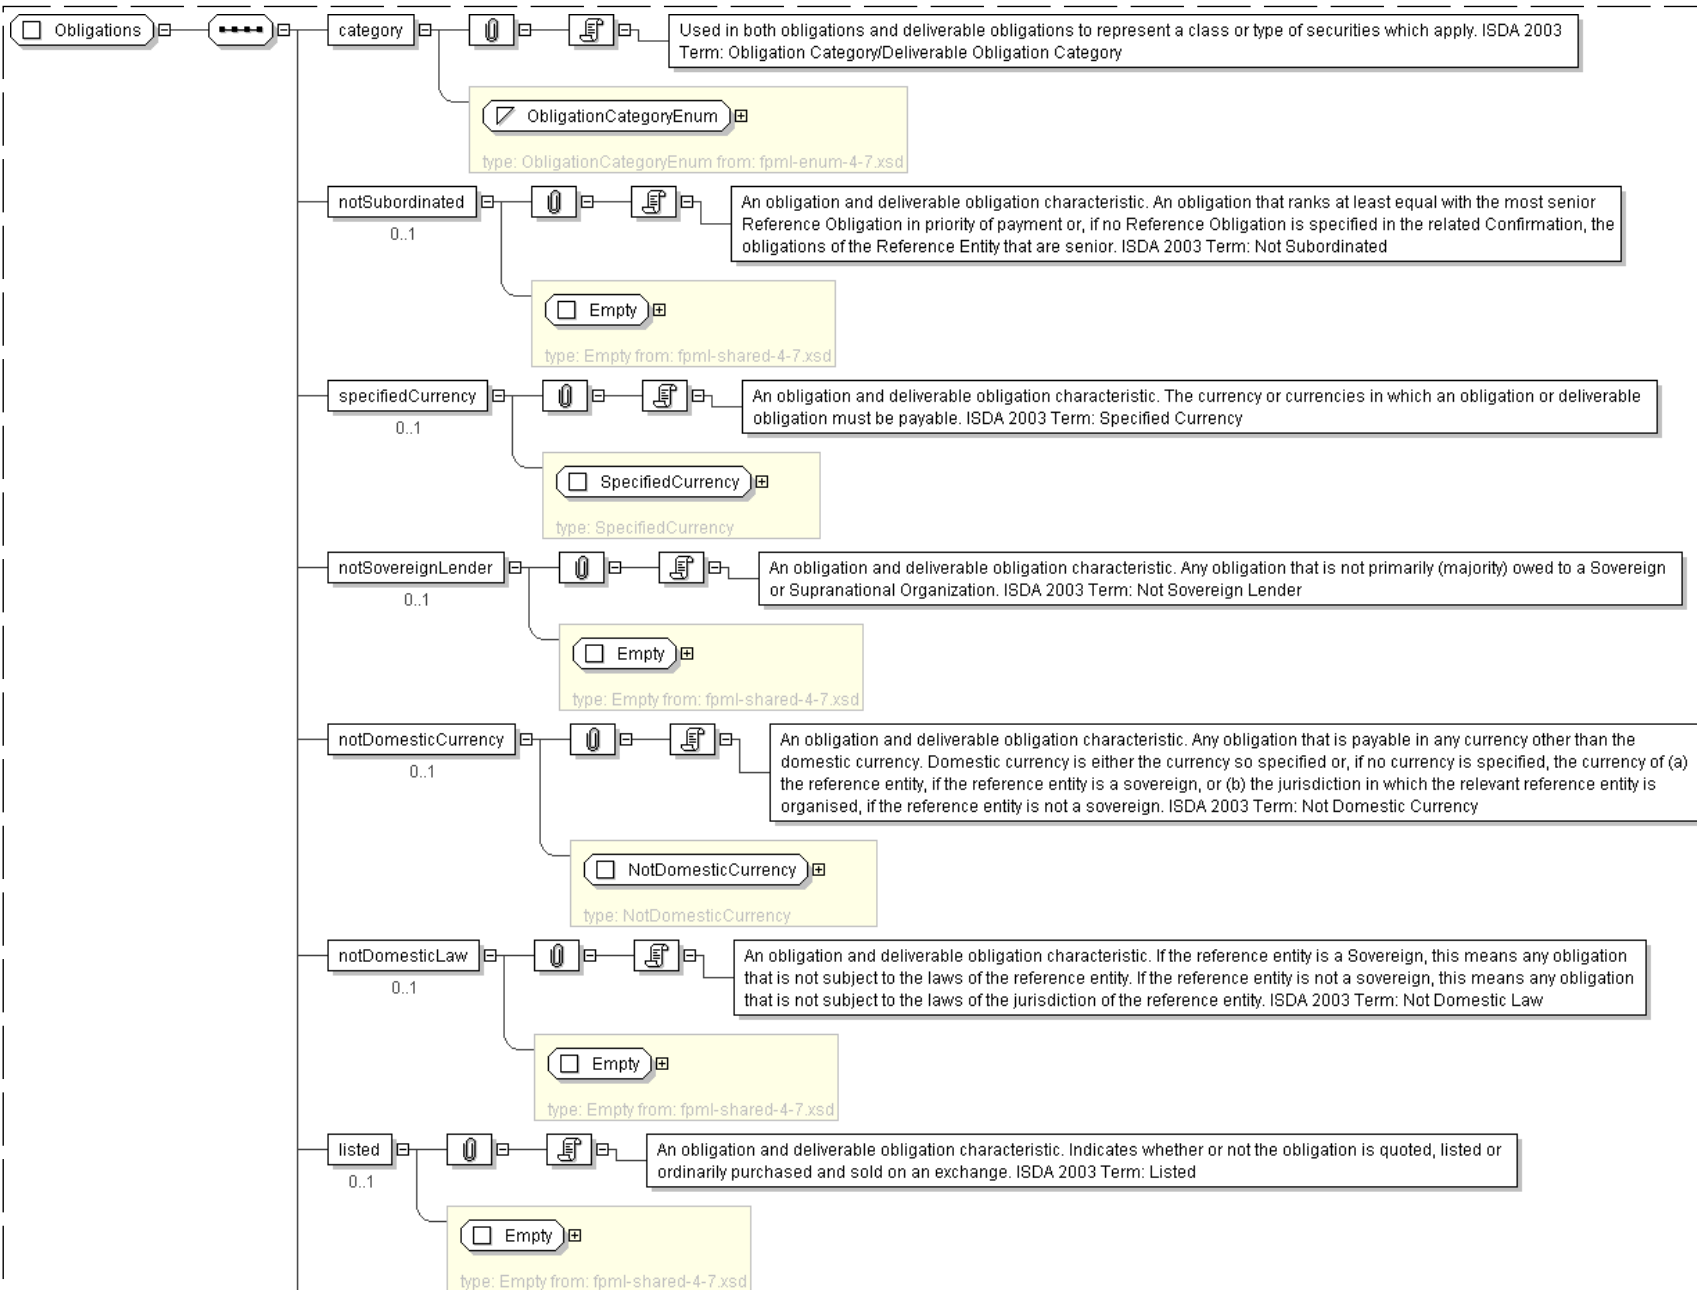 Obligations
category
Used in both obligations and deliverable obligations to represent a class or type of securities which apply. ISDA 2003
Term: Obligation Category/Deliverable Obligation Category
ObligationCategoryEnum
type: ObligationCategoryEnum from: fpml-enum-4-7.xsd
notSubordinated
0..1
An obligation and deliverable obligation characteristic. An obligation that ranks at least equal with the most senior
Reference Obligation in priority of payment or, if no Reference Obligation is specified in the related Confirmation, the
obligations of the Reference Entity that are senior. ISDA 2003 Term: Not Subordinated
Empty
type: Empty from: fpml-shared-4-7.xsd
specifiedCurrency
0..1
An obligation and deliverable obligation characteristic. The currency or currencies in which an obligation or deliverable
obligation must be payable. ISDA 2003 Term: Specified Currency
SpecifiedCurrency
type: SpecifiedCurrency
notSovereignLender
0..1
An obligation and deliverable obligation characteristic. Any obligation that is not primarily (majority) owed to a Sovereign
or Supranational Organization. ISDA 2003 Term: Not Sovereign Lender
Empty
type: Empty from: fpml-shared-4-7.xsd
notDomesticCurrency
0..1
An obligation and deliverable obligation characteristic. Any obligation that is payable in any currency other than the
domestic currency. Domestic currency is either the currency so specified or, if no currency is specified, the currency of (a)
the reference entity, if the reference entity is a sovereign, or (b) the jurisdiction in which the relevant reference entity is
organised, if the reference entity is not a sovereign. ISDA 2003 Term: Not Domestic Currency
NotDomesticCurrency
type: NotDomesticCurrency
notDomesticLaw
0..1
An obligation and deliverable obligation characteristic. If the reference entity is a Sovereign, this means any obligation
that is not subject to the laws of the reference entity. If the reference entity is not a sovereign, this means any obligation
that is not subject to the laws of the jurisdiction of the reference entity. ISDA 2003 Term: Not Domestic Law
Empty
type: Empty from: fpml-shared-4-7.xsd
listed
0..1
An obligation and deliverable obligation characteristic. Indicates whether or not the obligation is quoted, listed or
ordinarily purchased and sold on an exchange. ISDA 2003 Term: Listed
Empty
type: Empty from: fpml-shared-4-7.xsd